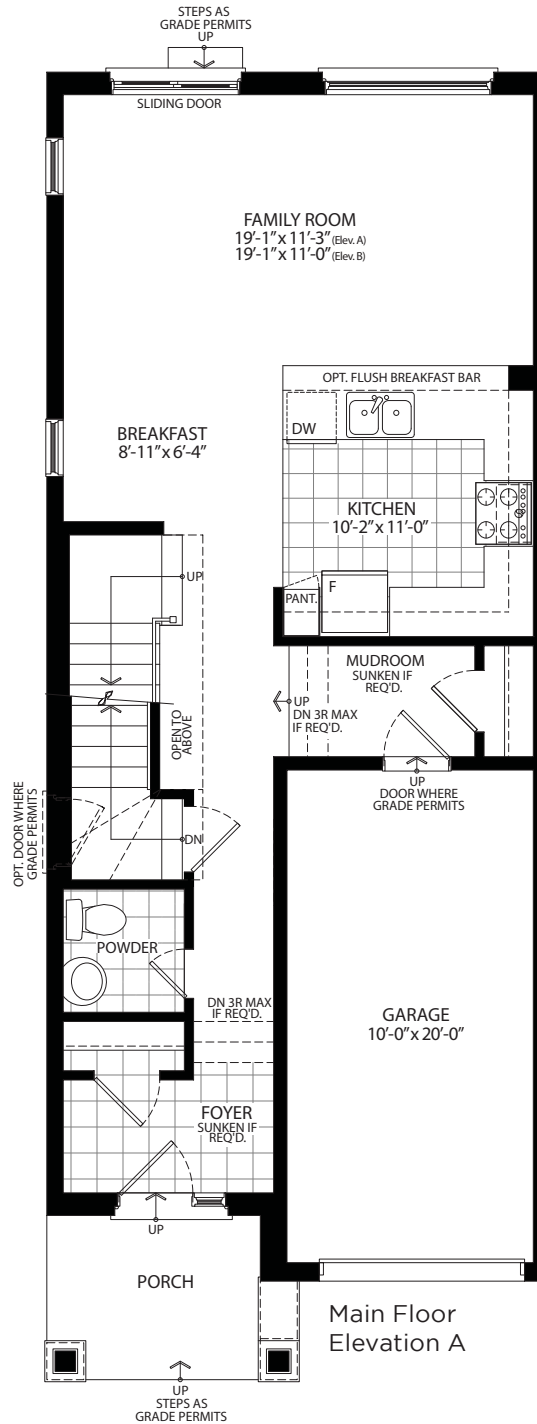 STEPS AS
GRADE PERMITS
UP
SLIDING DOOR
FAMILY ROOM
19'-1" x 11'-3" (Elev. A)
19'-1" x 11'-0" (Elev. B)
OPT. FLUSH BREAKFAST BAR
DW
BREAKFAST
8'-11" x 6'-4"
KITCHEN
10'-2" x 11'-0"
UP
PANT.
F
MUDROOM
SUNKEN IF
REQ'D.
UP
DN 3R MAX
IF REQ'D.
OPEN TO
ABOVE
UP
DOOR WHERE
GRADE PERMITS
OPT. DOOR WHERE
GRADE PERMITS
DN
POWDER
DN 3R MAX
IF REQ'D.
GARAGE
10'-0" x 20'-0"
FOYER
SUNKEN IF
REQ'D.
UP
PORCH
Main Floor
Elevation A
UP
STEPS AS
GRADE PERMITS